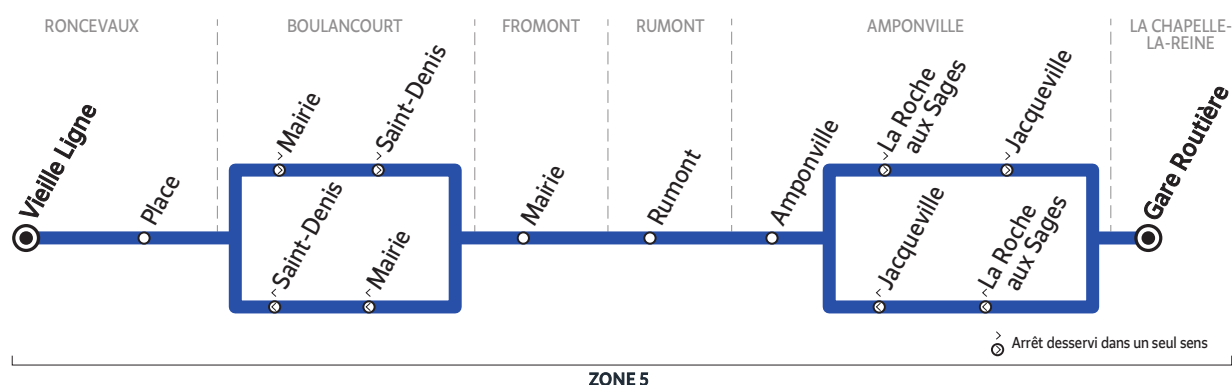 RONCEVAUX
BOULANCOURT
FROMONT
RUMONT
AMPONVILLE
LA CHAPELLE-
LA-REINE
Vieille Ligne
Place
Mairie
Saint-Denis
Saint-Denis
Mairie
Mairie
Rumont
Amponville
La Roche
aux Sages
Jacqueville
Jacqueville
La Roche
aux Sages
Gare Routière
Arrêt desservi dans un seul sens
ZONE 5